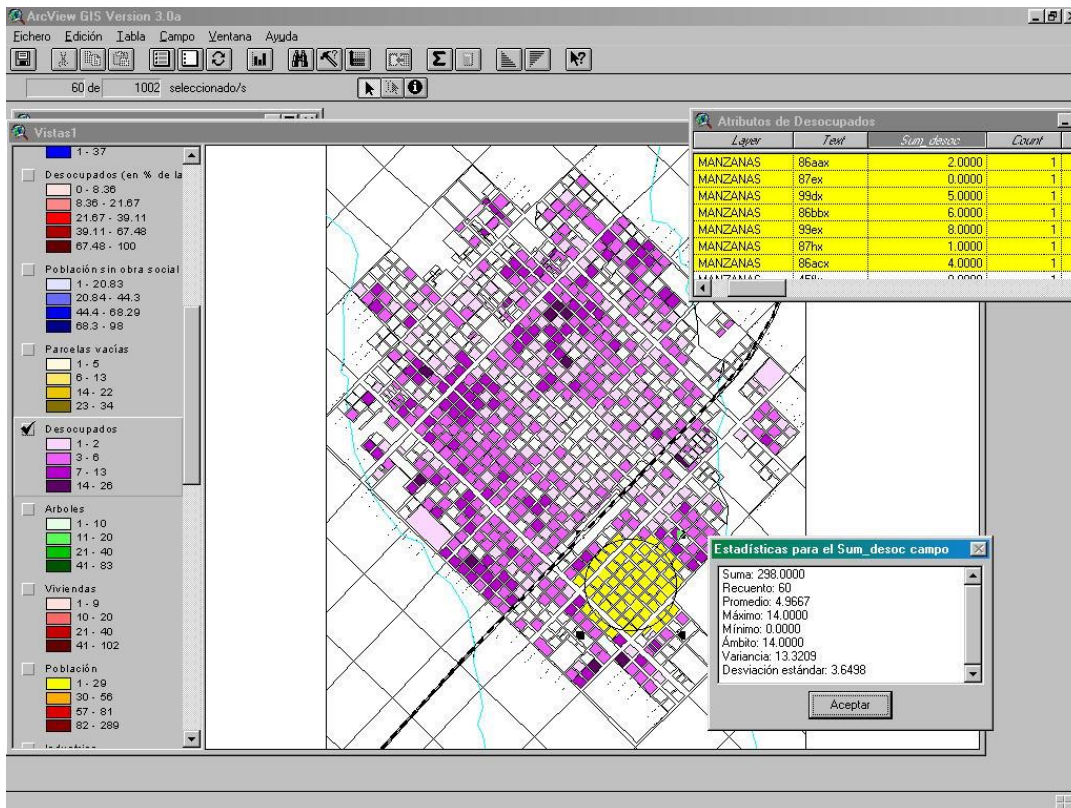 ArcView GIS Version 3.0a
Fichero Edición Tabla Campo Ventana Ayuda
60 de 1002 seleccionado/s
Vistas1
1 - 37
Desocupados (en % de la
0 - 8.36
8.36 - 21.67
21.67 - 39.11
39.11 - 67.48
67.48 - 100
Población sin obra social
1 - 20.83
20.84 - 44.3
44.4 - 68.29
68.3 - 98
Parcelas vacías
1 - 5
6 - 13
14 - 22
23 - 34
Desocupados
1 - 2
3 - 6
7 - 13
14 - 26
Arboles
1 - 10
11 - 20
21 - 40
41 - 83
Viviendas
1 - 9
10 - 20
21 - 40
41 - 102
Población
1 - 29
30 - 56
57 - 81
82 - 289
Atributos de Desocupados
Layer Text Sum_desoc Count
MANZANAS 86aax 2.0000 1
MANZANAS 87ex 0.0000 1
MANZANAS 99dx 5.0000 1
MANZANAS 86bbx 6.0000 1
MANZANAS 99ex 8.0000 1
MANZANAS 87hx 1.0000 1
MANZANAS 86acx 4.0000 1
Estadísticas para el Sum_desoc campo
Suma: 298.0000
Recuento: 60
Promedio: 4.9667
Máximo: 14.0000
Mínimo: 0.0000
Ámbito: 14.0000
Variancia: 13.3209
Desviación estándar: 3.6498
Aceptar